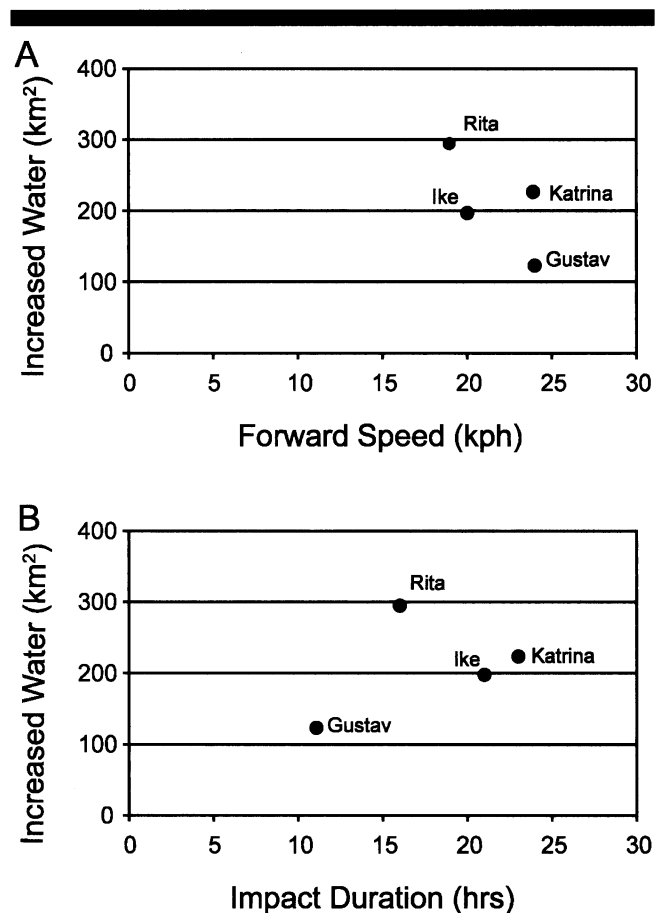 A
Increased Water (km²)
400
300
200
100
0
Rita
Ike
Katrina
Gustav
0 5 10 15 20 25 30
Forward Speed (kph)
B
Increased Water (km²)
400
300
200
100
0
Rita
Ike
Katrina
Gustav
0 5 10 15 20 25 30
Impact Duration (hrs)